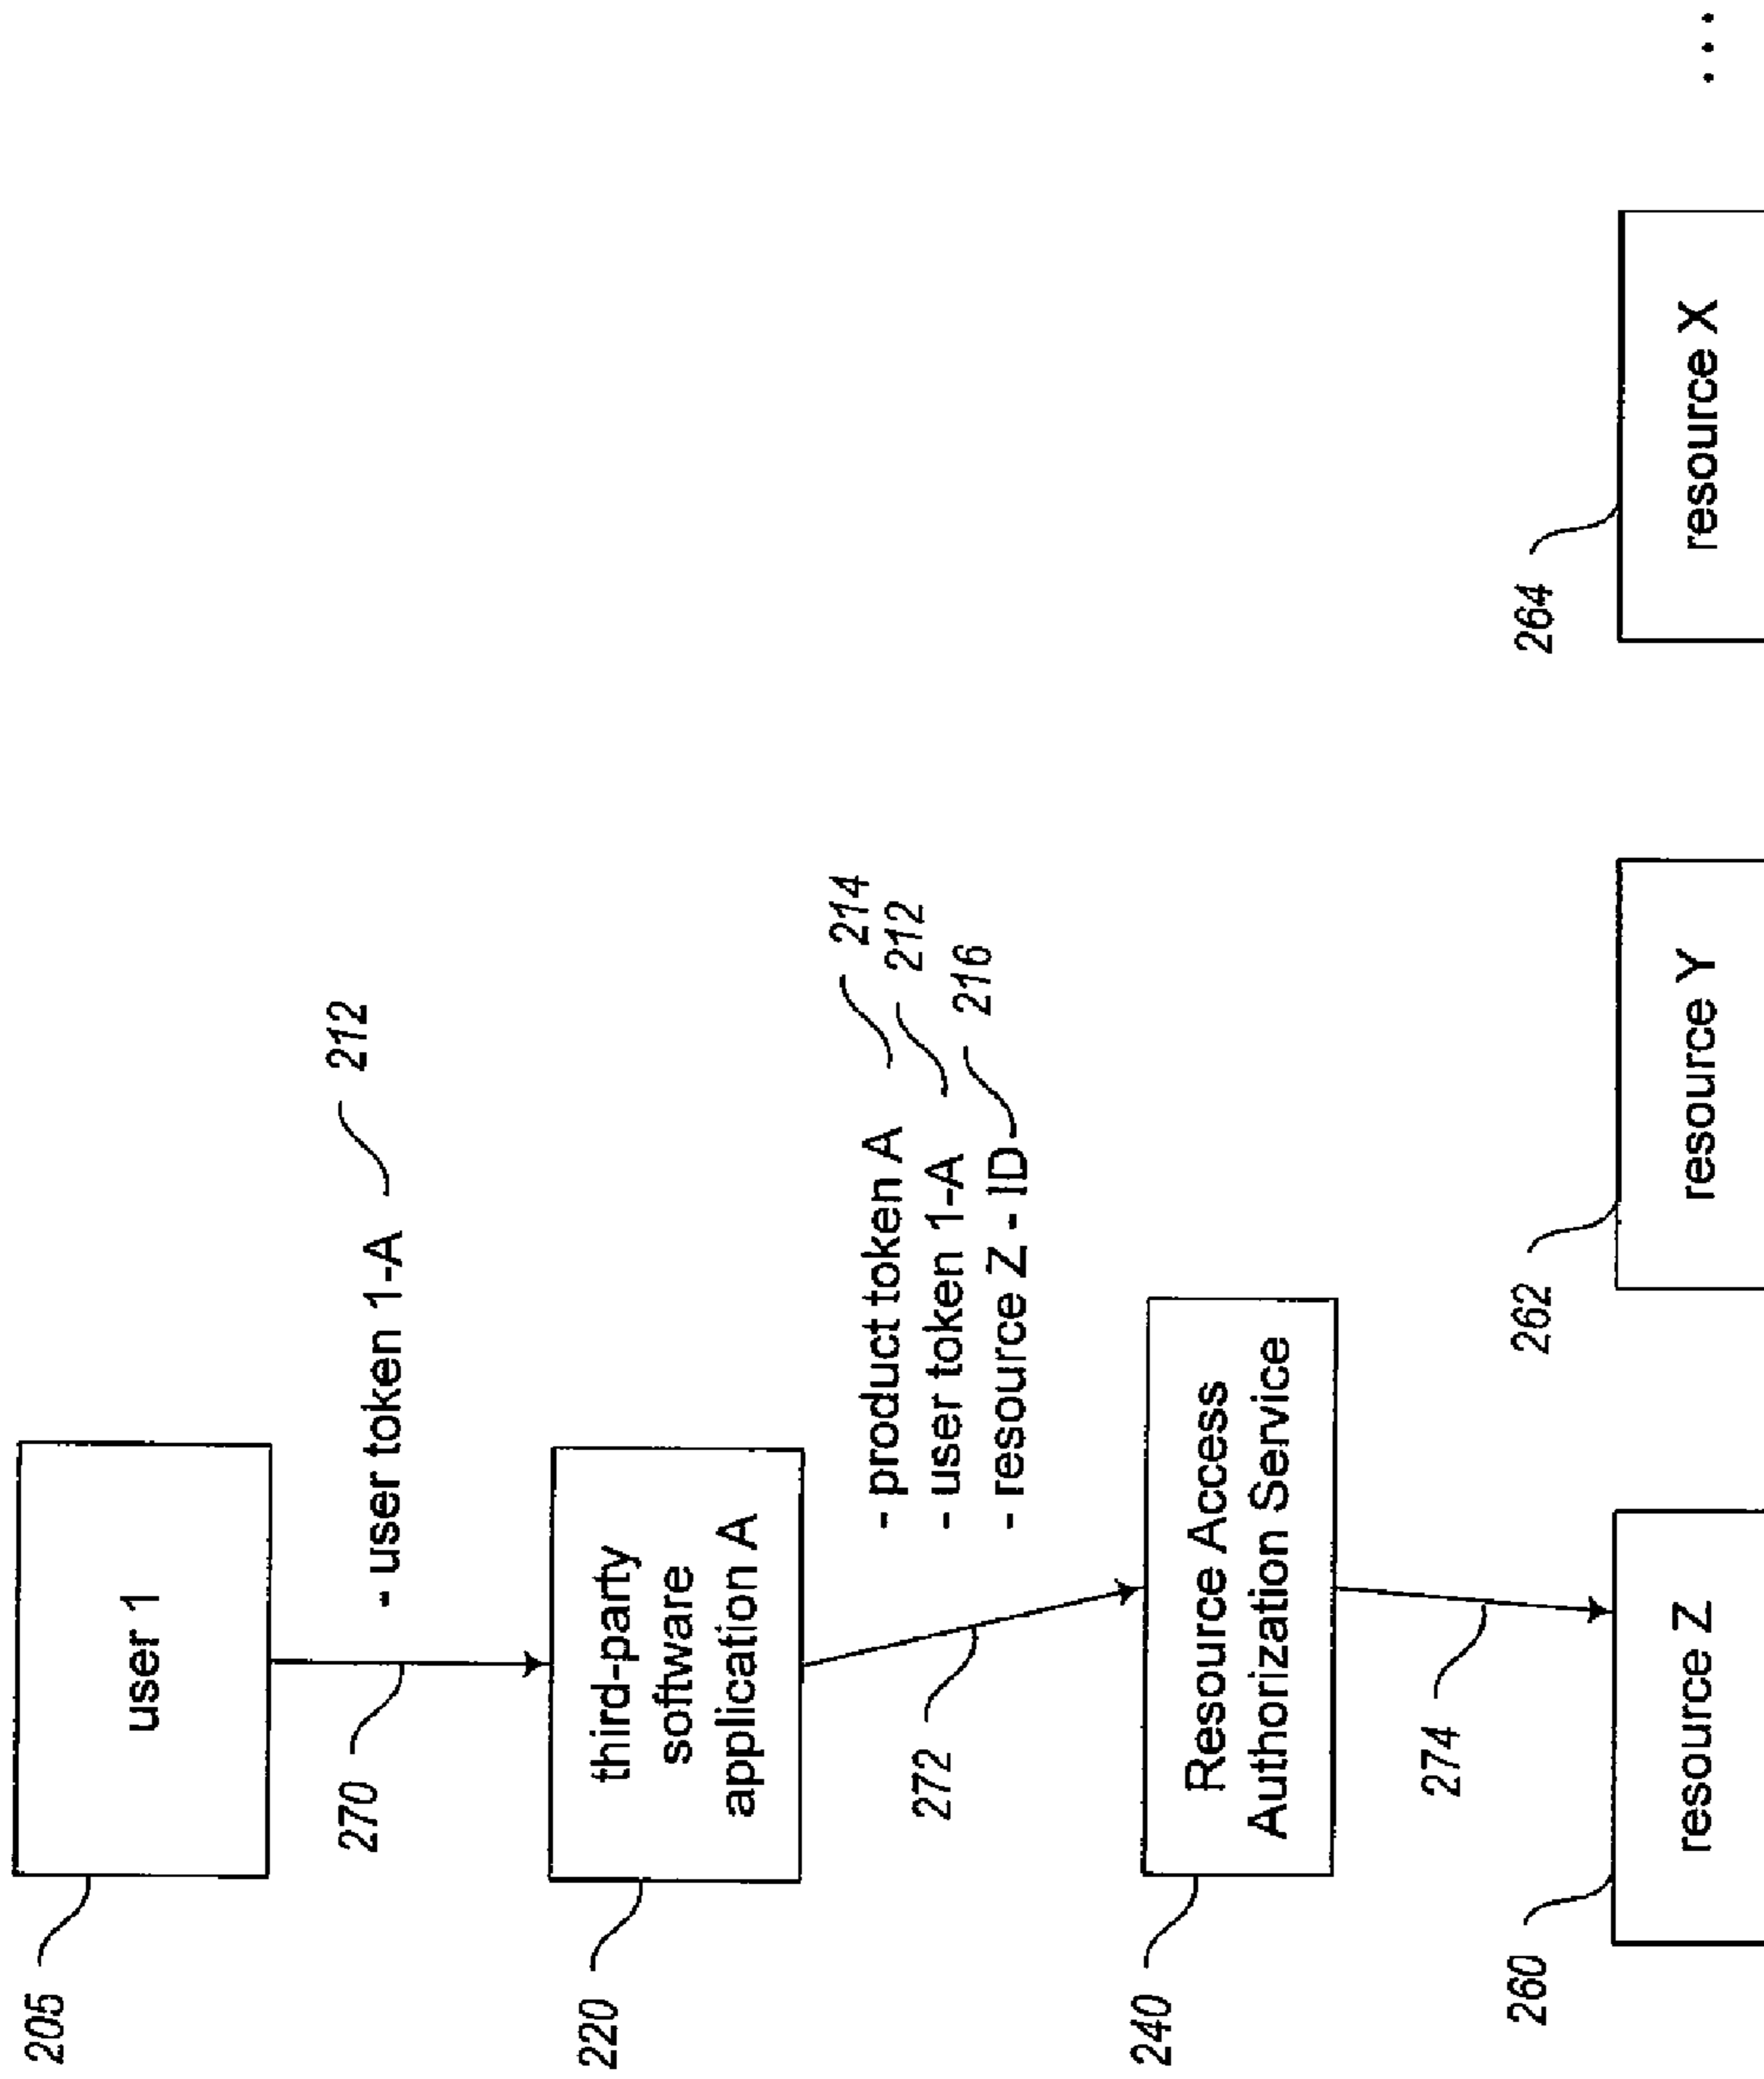 205
user 1
270
- user token 1-A
212
220
third-party
software
application A
272
- product token A
214
- user token 1-A
212
- resource Z - ID
216
240
Resource Access
Authorization Service
274
260
resource Z
262
resource Y
264
resource X
...